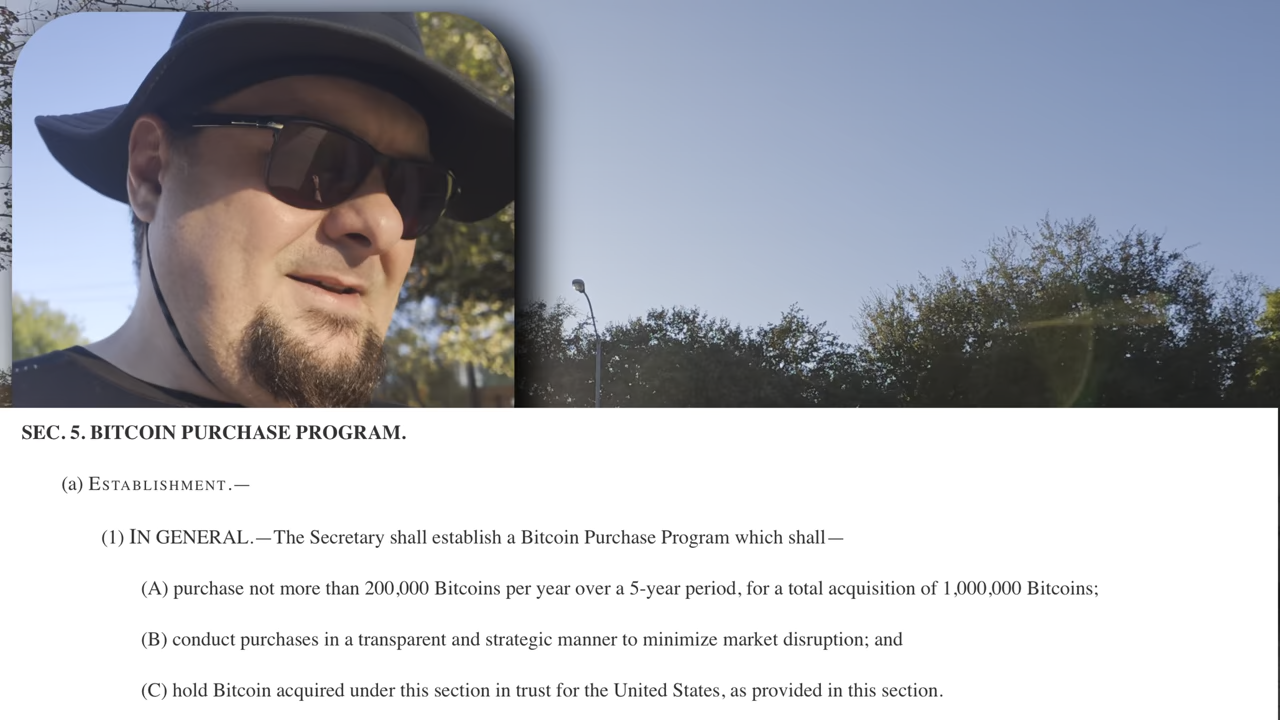 SEC. 5. BITCOIN PURCHASE PROGRAM.
(a) ESTABLISHMENT.—
(1) IN GENERAL.—The Secretary shall establish a Bitcoin Purchase Program which shall—
(A) purchase not more than 200,000 Bitcoins per year over a 5-year period, for a total acquisition of 1,000,000 Bitcoins;
(B) conduct purchases in a transparent and strategic manner to minimize market disruption; and
(C) hold Bitcoin acquired under this section in trust for the United States, as provided in this section.